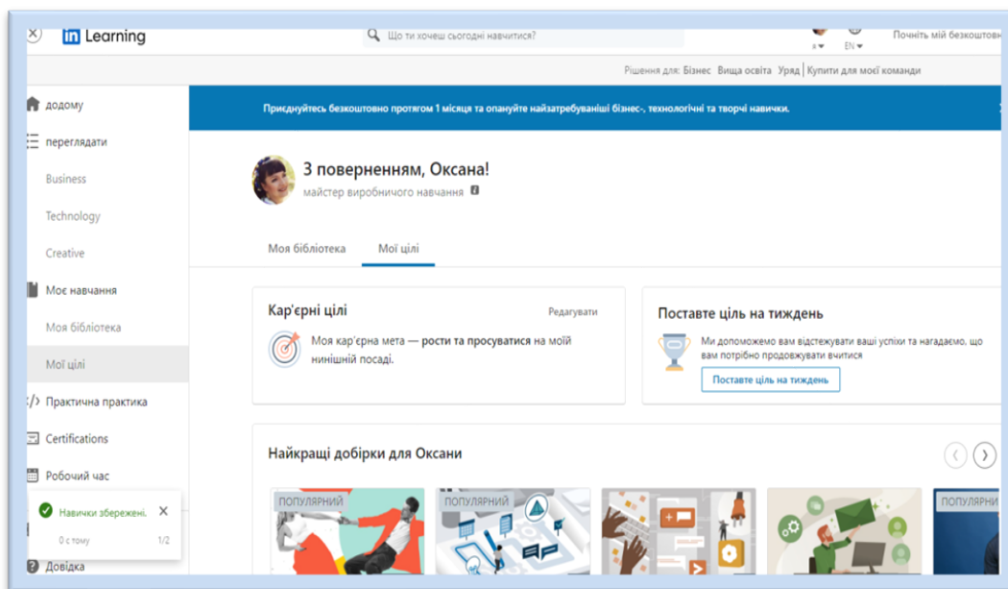 in Learning
Що ти хочеш сьогодні навчитися?
EN
Почніть мій безкоштовн
Рішення для: Бізнес Вища освіта Уряд | Купити для моєї команди
додому
Приєднуйтесь безкоштовно протягом 1 місяця та опануйте найзатребуваніші бізнес-, технологічні та творчі навички.
переглядати
Business
Technology
Creative
Моє навчання
Моя бібліотека
Мої цілі
Практична практика
Certifications
Робочий час
Навички збережені.
0 с тому
1/2
Довідка
З поверненням, Оксана!
майстер виробничого навчання
Моя бібліотека
Мої цілі
Кар'єрні цілі
Редагувати
Моя кар'єрна мета — рости та просуватися на моїй
нинішній посаді.
Поставте ціль на тиждень
Ми допоможемо вам відстежувати ваші успіхи та нагадаємо, що
вам потрібно продовжувати вчитися
Поставте ціль на тиждень
Найкращі добірки для Оксани
ПОПУЛЯРНИЙ
ПОПУЛЯРНИЙ
ПОПУЛЯРНИ